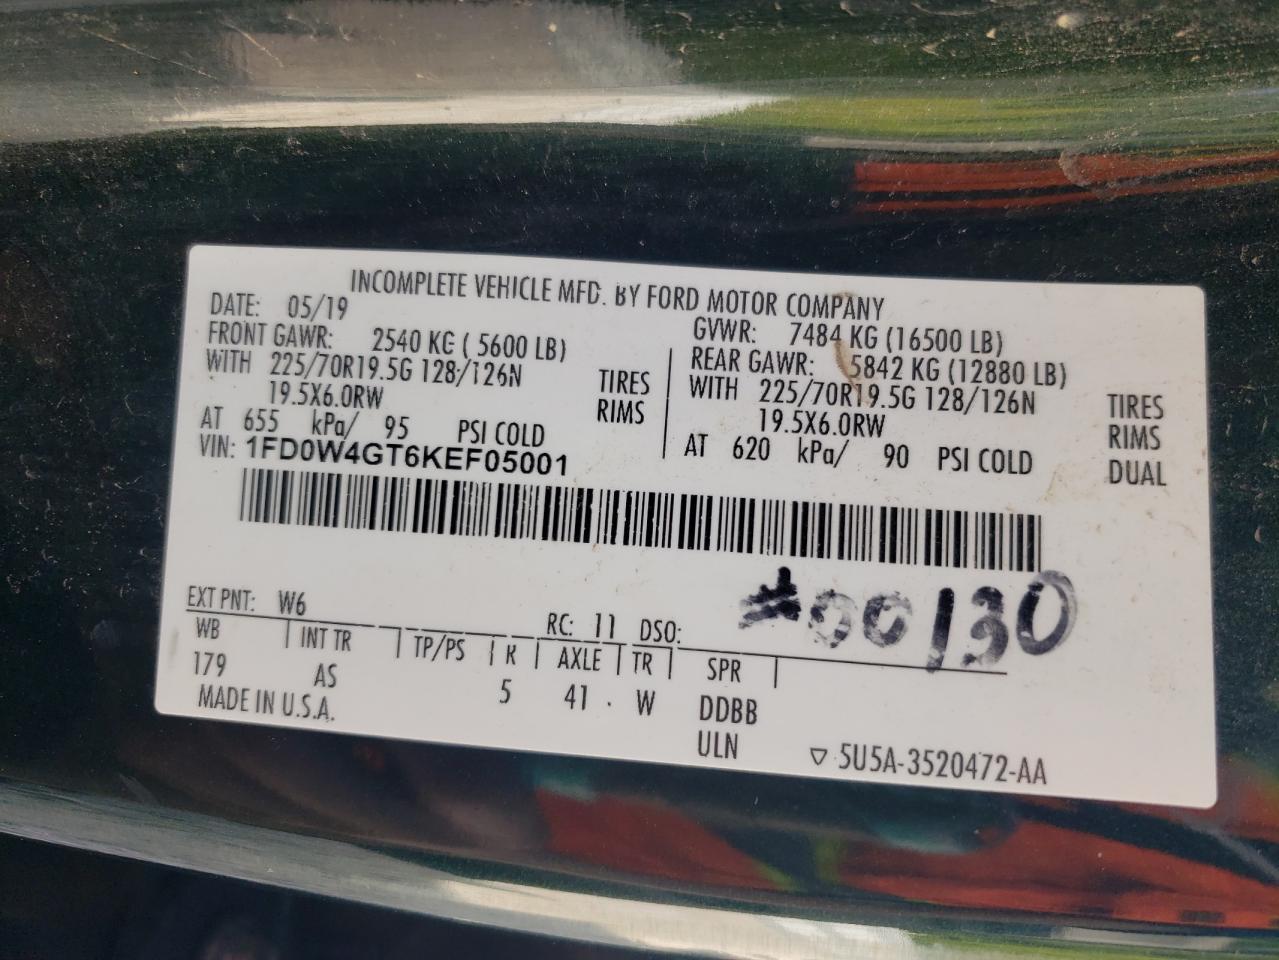 INCOMPLETE VEHICLE MFD. BY FORD MOTOR COMPANY
DATE: 05/19 GVWR: 7484 KG (16500 LB)
FRONT GAWR: 2540 KG ( 5600 LB) REAR GAWR: 5842 KG (12880 LB)
WITH 225/70R19.5G 128/126N TIRES WITH 225/70R19.5G 128/126N TIRES
19.5X6.0RW RIMS 19.5X6.0RW RIMS
AT 655 kPa/ 95 PSI COLD AT 620 kPa/ 90 PSI COLD DUAL
VIN: 1FD0W4GT6KEF05001
#00130
EXT PNT: W6 RC: 11 DSO:
WB INT TR TP/PS R AXLE TR SPR
179 AS 5 41 . W DDBB
MADE IN U.S.A. ULN ▽ 5U5A-3520472-AA